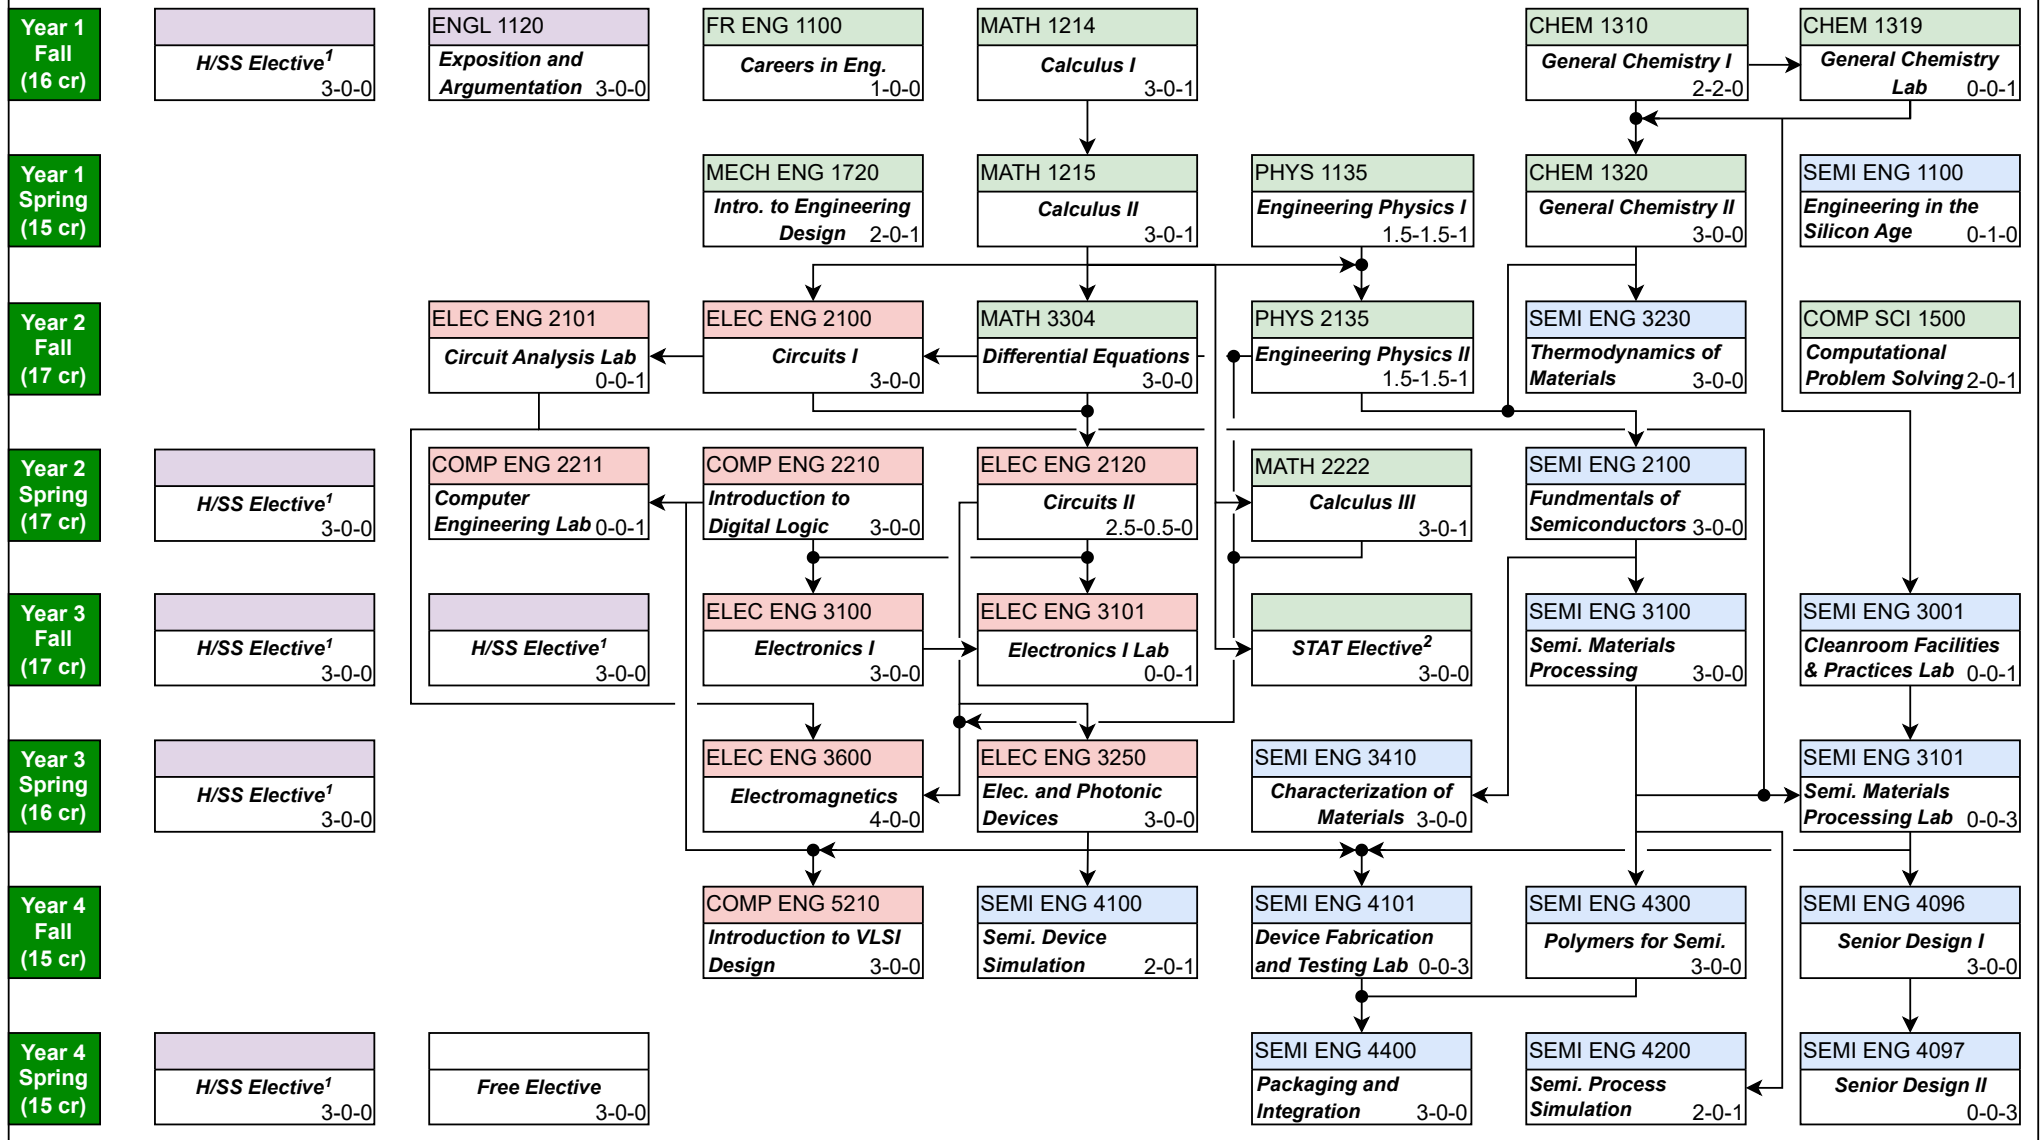 Year 1
Fall
(16 cr)
H/SS Elective¹
3-0-0
ENGL 1120
Exposition and
Argumentation 3-0-0
FR ENG 1100
Careers in Eng.
1-0-0
MATH 1214
Calculus I
3-0-1
CHEM 1310
General Chemistry I
2-2-0
CHEM 1319
General Chemistry
Lab 0-0-1
Year 1
Spring
(15 cr)
MECH ENG 1720
Intro. to Engineering
Design 2-0-1
MATH 1215
Calculus II
3-0-1
PHYS 1135
Engineering Physics I
1.5-1.5-1
CHEM 1320
General Chemistry II
3-0-0
SEMI ENG 1100
Engineering in the
Silicon Age 0-1-0
Year 2
Fall
(17 cr)
ELEC ENG 2101
Circuit Analysis Lab
0-0-1
ELEC ENG 2100
Circuits I
3-0-0
MATH 3304
Differential Equations
3-0-0
PHYS 2135
Engineering Physics II
1.5-1.5-1
SEMI ENG 3230
Thermodynamics of
Materials 3-0-0
COMP SCI 1500
Computational
Problem Solving 2-0-1
Year 2
Spring
(17 cr)
H/SS Elective¹
3-0-0
COMP ENG 2211
Computer
Engineering Lab 0-0-1
COMP ENG 2210
Introduction to
Digital Logic 3-0-0
ELEC ENG 2120
Circuits II
2.5-0.5-0
MATH 2222
Calculus III
3-0-1
SEMI ENG 2100
Fundmentals of
Semiconductors 3-0-0
Year 3
Fall
(17 cr)
H/SS Elective¹
3-0-0
H/SS Elective¹
3-0-0
ELEC ENG 3100
Electronics I
3-0-0
ELEC ENG 3101
Electronics I Lab
0-0-1
STAT Elective²
3-0-0
SEMI ENG 3100
Semi. Materials
Processing 3-0-0
SEMI ENG 3001
Cleanroom Facilities
& Practices Lab 0-0-1
Year 3
Spring
(16 cr)
H/SS Elective¹
3-0-0
ELEC ENG 3600
Electromagnetics
4-0-0
ELEC ENG 3250
Elec. and Photonic
Devices 3-0-0
SEMI ENG 3410
Characterization of
Materials 3-0-0
SEMI ENG 3101
Semi. Materials
Processing Lab 0-0-3
Year 4
Fall
(15 cr)
COMP ENG 5210
Introduction to VLSI
Design 3-0-0
SEMI ENG 4100
Semi. Device
Simulation 2-0-1
SEMI ENG 4101
Device Fabrication
and Testing Lab 0-0-3
SEMI ENG 4300
Polymers for Semi.
3-0-0
SEMI ENG 4096
Senior Design I
3-0-0
Year 4
Spring
(15 cr)
H/SS Elective¹
3-0-0
Free Elective
3-0-0
SEMI ENG 4400
Packaging and
Integration 3-0-0
SEMI ENG 4200
Semi. Process
Simulation 2-0-1
SEMI ENG 4097
Senior Design II
0-0-3